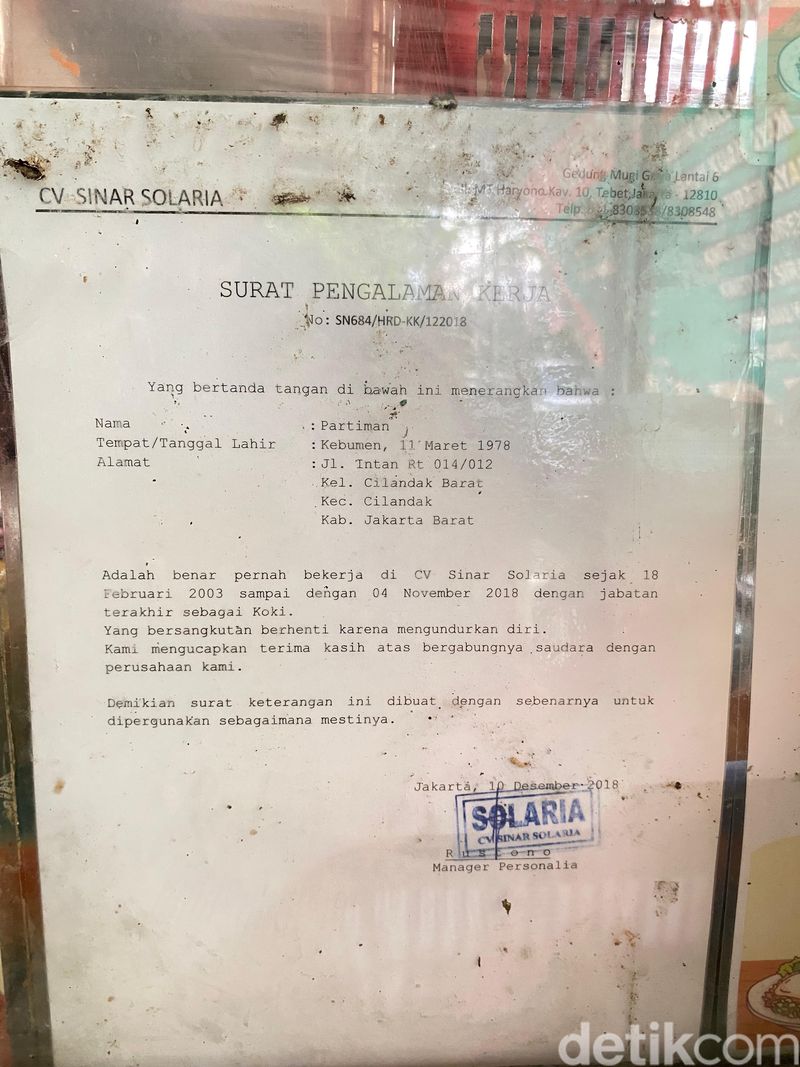 CV SINAR SOLARIA
Gedung Mugi Lantai 6
MT Haryono Kav. 10, Tebet, - 12810
Telp. /8308548
SURAT PENGALAMAN KERJA
No: SN684/HRD-KK/122018
Yang bertanda tangan di bawah ini menerangkan bahwa :
Nama : Partiman
Tempat/Tanggal Lahir : Kebumen, 11 Maret 1978
Alamat : Jl. Intan Rt 014/012
Kel. Cilandak Barat
Kec. Cilandak
Kab. Jakarta Barat
Adalah benar pernah bekerja di CV Sinar Solaria sejak 18
Februari 2003 sampai dengan 04 November 2018 dengan jabatan
terakhir sebagai Koki.
Yang bersangkutan berhenti karena mengundurkan diri.
Kami mengucapkan terima kasih atas bergabungnya saudara dengan
perusahaan kami.
Demikian surat keterangan ini dibuat dengan sebenarnya untuk
dipergunakan sebagaimana mestinya.
Jakarta, 10 Desember 2018
SOLARIA
CV SINAR SOLARIA
Rustono
Manager Personalia
detikcom